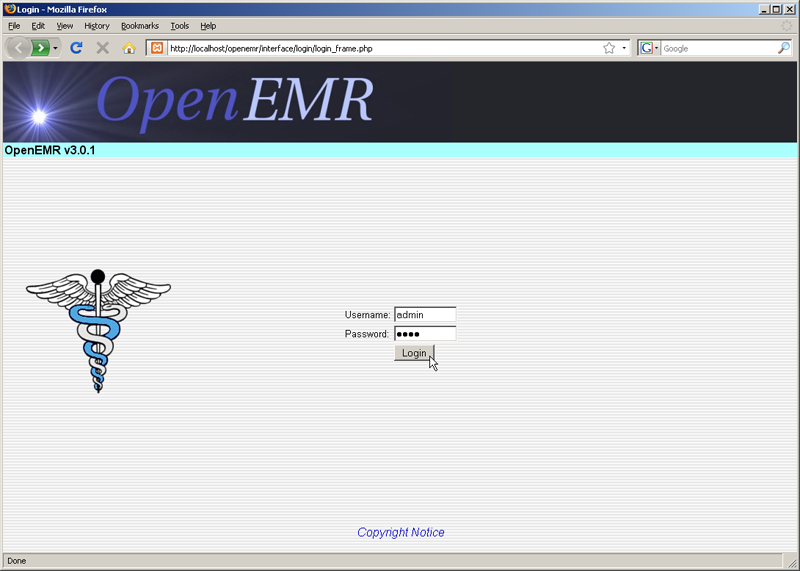 Login - Mozilla Firefox
File Edit View History Bookmarks Tools Help
http://localhost/openemr/interface/login/login_frame.php Google
OpenEMR
OpenEMR v3.0.1
Username: admin
Password: ●●●●
Login
Copyright Notice
Done